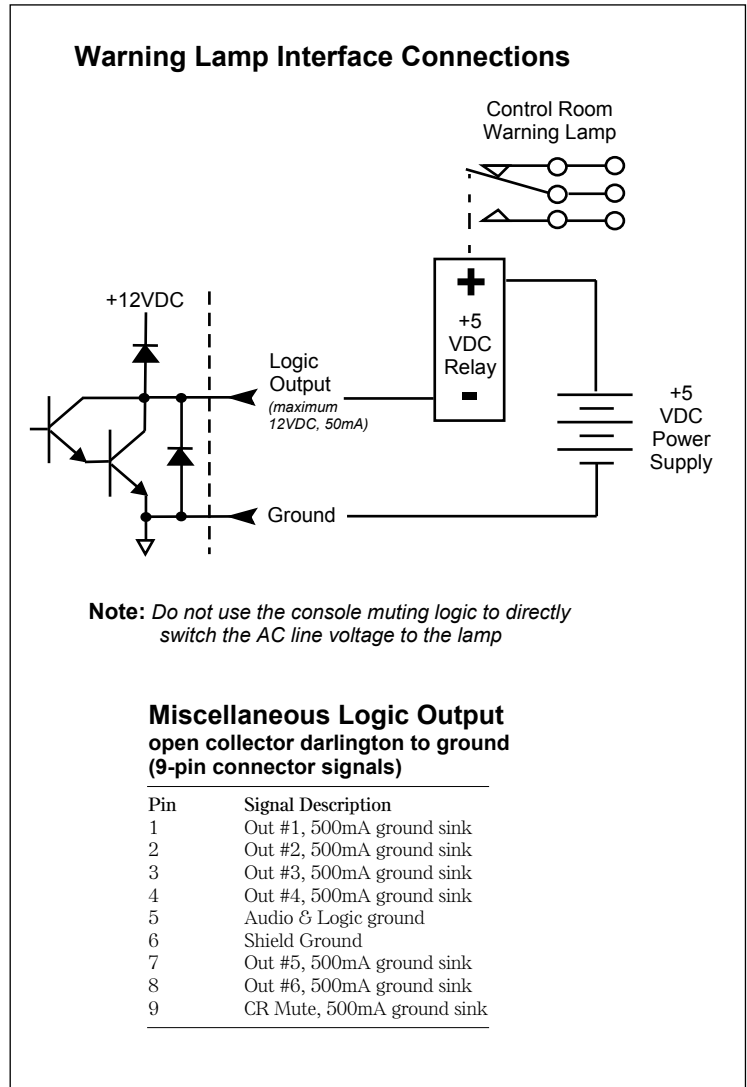 Warning Lamp Interface Connections
Control Room
Warning Lamp
+12VDC
Logic
Output
(maximum
12VDC, 50mA)
+5
VDC
Relay
+5
VDC
Power
Supply
Ground
Note: Do not use the console muting logic to directly
switch the AC line voltage to the lamp
Miscellaneous Logic Output
open collector darlington to ground
(9-pin connector signals)
Pin Signal Description
1 Out #1, 500mA ground sink
2 Out #2, 500mA ground sink
3 Out #3, 500mA ground sink
4 Out #4, 500mA ground sink
5 Audio & Logic ground
6 Shield Ground
7 Out #5, 500mA ground sink
8 Out #6, 500mA ground sink
9 CR Mute, 500mA ground sink